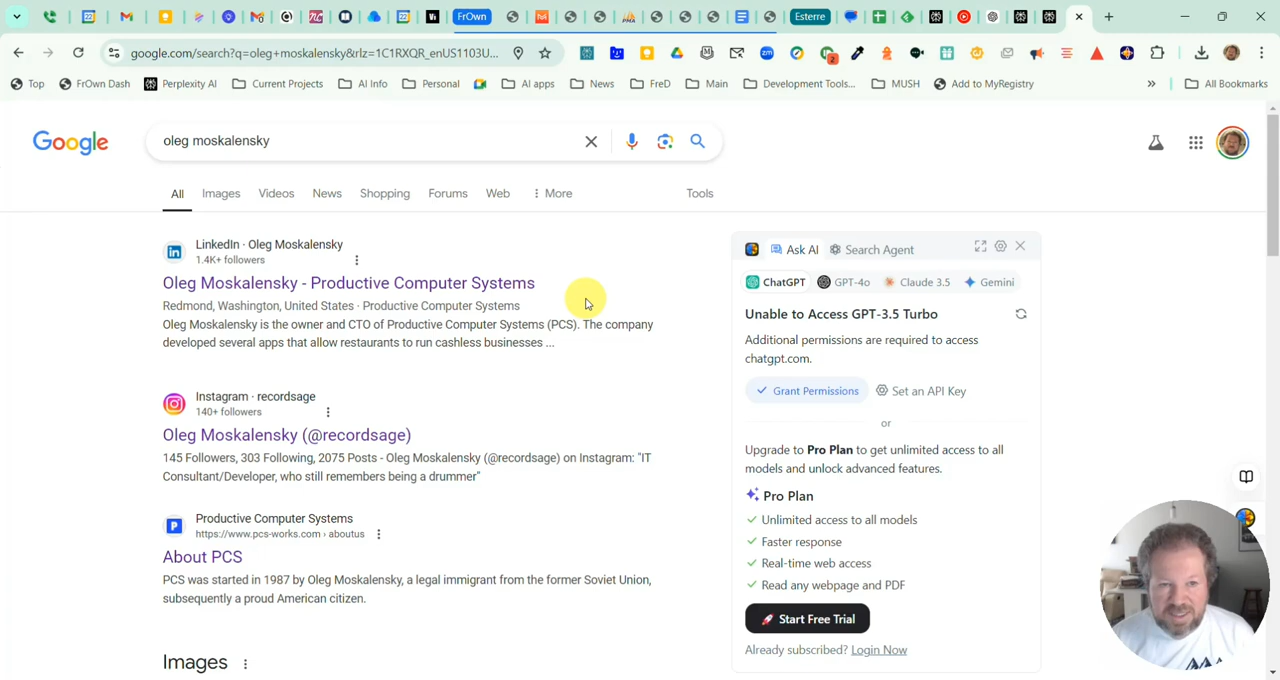 FrOwn
Esterre
google.com/search?q=oleg+moskalensky&rlz=1C1RXQR_enUS1103U...
2
Top
FrOwn Dash
Perplexity AI
Current Projects
AI Info
Personal
AI apps
News
FreD
Main
Development Tools...
MUSH
Add to MyRegistry
»
All Bookmarks
Google
oleg moskalensky
All
Images
Videos
News
Shopping
Forums
Web
More
Tools
LinkedIn · Oleg Moskalensky
1.4K+ followers
Oleg Moskalensky - Productive Computer Systems
Redmond, Washington, United States · Productive Computer Systems
Oleg Moskalensky is the owner and CTO of Productive Computer Systems (PCS). The company
developed several apps that allow restaurants to run cashless businesses ...
Instagram · recordsage
140+ followers
Oleg Moskalensky (@recordsage)
145 Followers, 303 Following, 2075 Posts - Oleg Moskalensky (@recordsage) on Instagram: "IT
Consultant/Developer, who still remembers being a drummer"
Productive Computer Systems
https://www.pcs-works.com › aboutus
About PCS
PCS was started in 1987 by Oleg Moskalensky, a legal immigrant from the former Soviet Union,
subsequently a proud American citizen.
Images
Ask AI
Search Agent
ChatGPT
GPT-4o
Claude 3.5
Gemini
Unable to Access GPT-3.5 Turbo
Additional permissions are required to access
chatgpt.com.
Grant Permissions
Set an API Key
or
Upgrade to Pro Plan to get unlimited access to all
models and unlock advanced features.
Pro Plan
Unlimited access to all models
Faster response
Real-time web access
Read any webpage and PDF
Start Free Trial
Already subscribed? Login Now